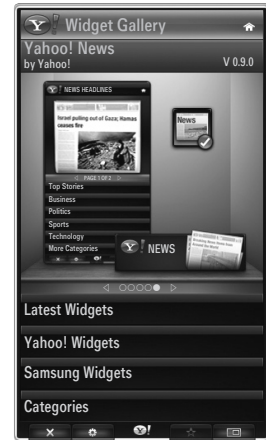 Y! Widget Gallery
Yahoo! News
by Yahoo!
V 0.9.0
Y! NEWS HEADLINES
Israel pulling out of Gaza; Hamas
ceases fire
PAGE 1 OF 2
Top Stories
Business
Politics
Sports
Technology
More Categories
Y!
News
Y! NEWS
Latest Widgets
Yahoo! Widgets
Samsung Widgets
Categories
Y!